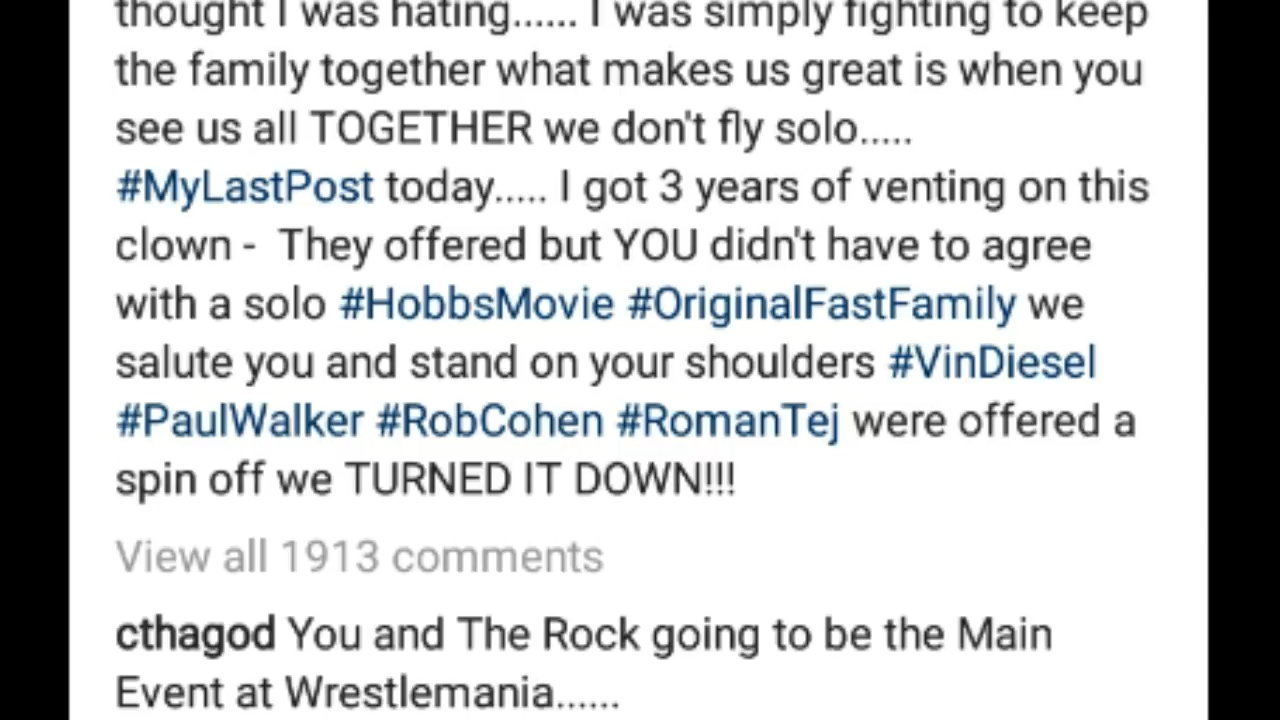 thought I was hating...... I was simply fighting to keep
the family together what makes us great is when you
see us all TOGETHER we don't fly solo.....
#MyLastPost today..... I got 3 years of venting on this
clown -  They offered but YOU didn't have to agree
with a solo #HobbsMovie #OriginalFastFamily we
salute you and stand on your shoulders #VinDiesel
#PaulWalker #RobCohen #RomanTej were offered a
spin off we TURNED IT DOWN!!!
View all 1913 comments
cthagod You and The Rock going to be the Main
Event at Wrestlemania......